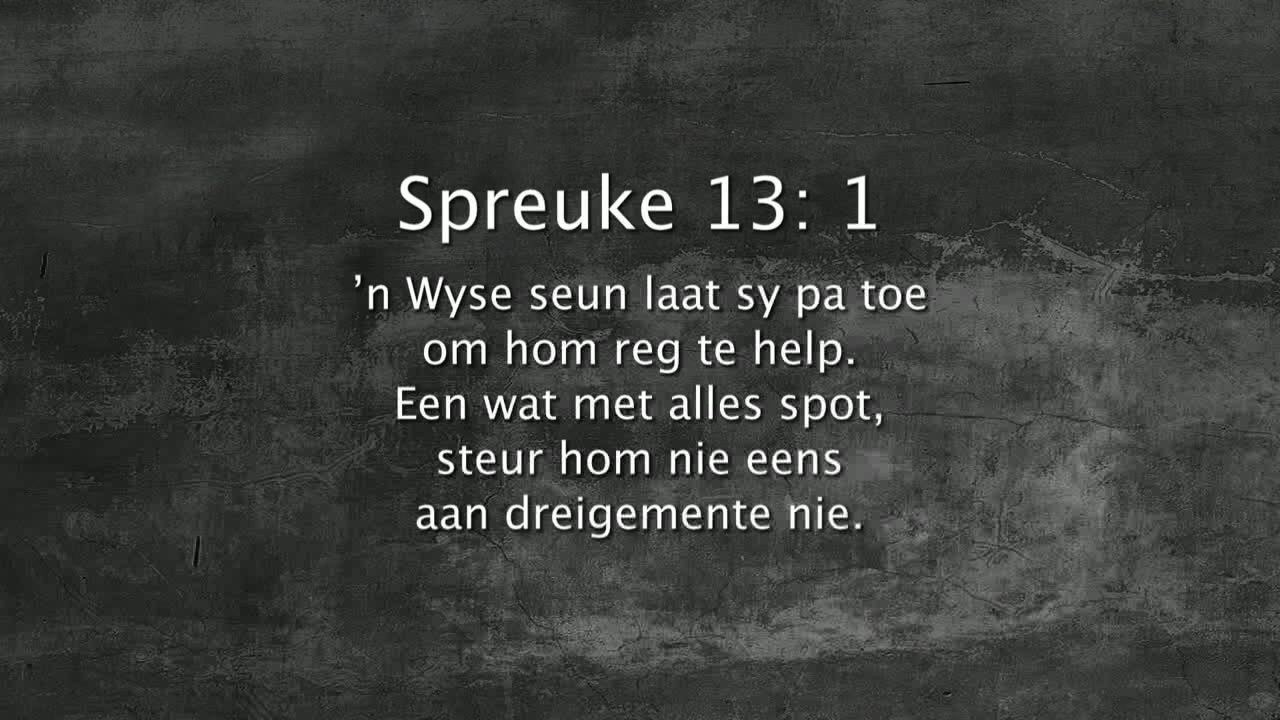 Spreuke 13: 1
’n Wyse seun laat sy pa toe
om hom reg te help.
Een wat met alles spot,
steur hom nie eens
aan dreigemente nie.